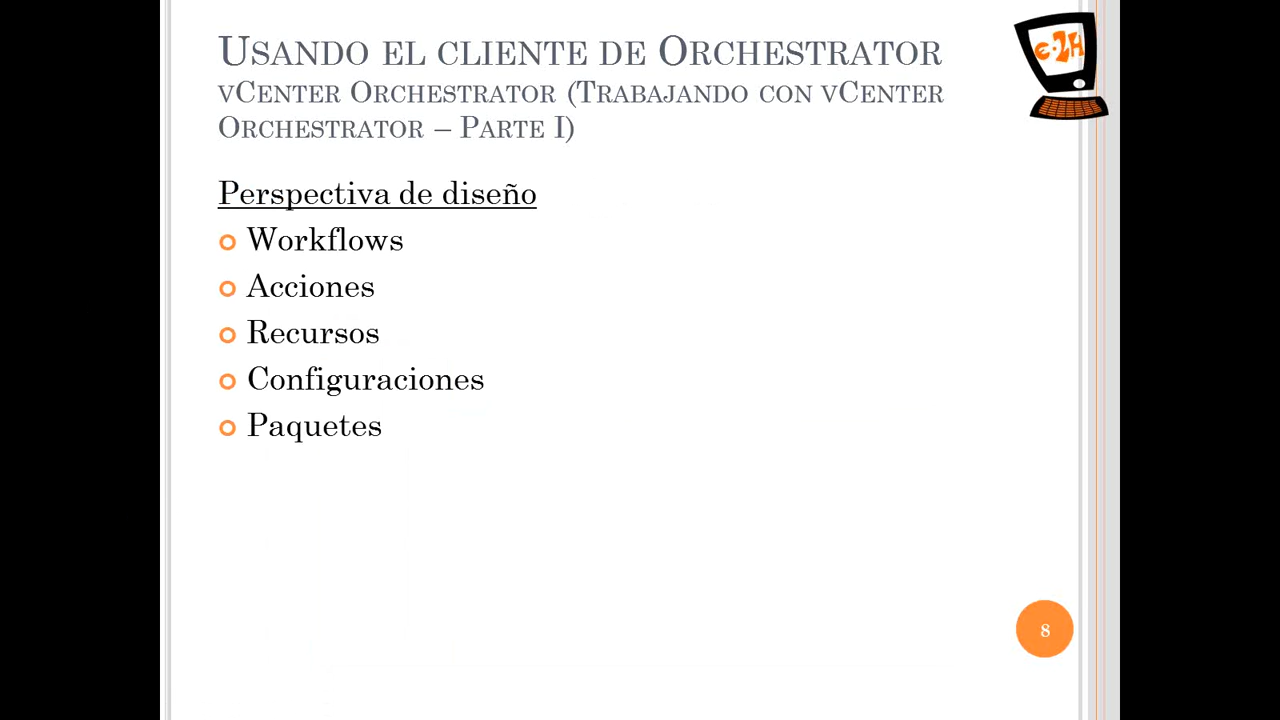 Usando el cliente de Orchestrator
vCenter Orchestrator (Trabajando con vCenter
Orchestrator – Parte I)
Perspectiva de diseño
Workflows
Acciones
Recursos
Configuraciones
Paquetes
e-2H
8